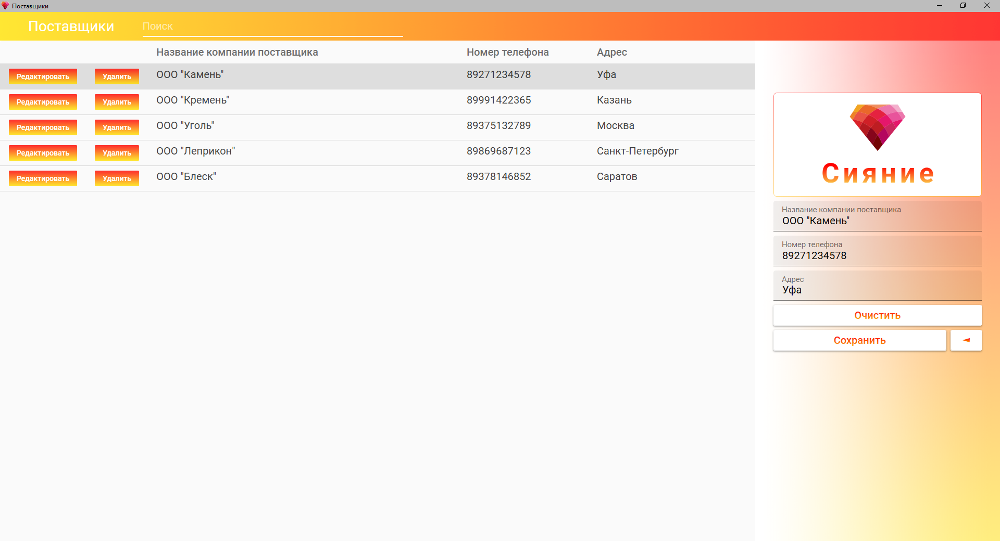 Поставщики
Поставщики Поиск
Название компании поставщика Номер телефона Адрес
Редактировать Удалить ООО "Камень" 89271234578 Уфа
Редактировать Удалить ООО "Кремень" 89991422365 Казань
Редактировать Удалить ООО "Уголь" 89375132789 Москва
Редактировать Удалить ООО "Леприкон" 89869687123 Санкт-Петербург
Редактировать Удалить ООО "Блеск" 89378146852 Саратов
Сияние
Название компании поставщика
ООО "Камень"
Номер телефона
89271234578
Адрес
Уфа
Очистить
Сохранить